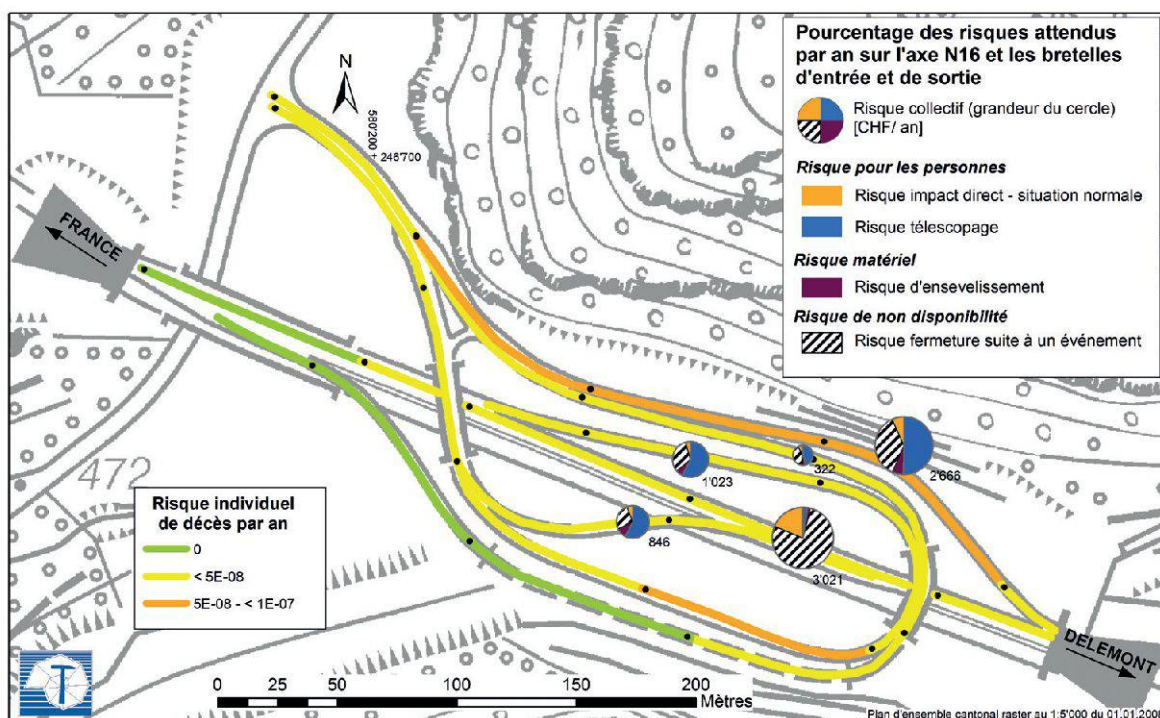 Pourcentage des risques attendus
par an sur l'axe N16 et les bretelles
d'entrée et de sortie
Risque collectif (grandeur du cercle)
[CHF/ an]
Risque pour les personnes
Risque impact direct - situation normale
Risque télescopage
Risque matériel
Risque d'ensevelissement
Risque de non disponibilité
Risque fermeture suite à un événement
N
580'200
+ 246'700
FRANCE
472
1'023
322
2'666
846
3'021
Risque individuel
de décès par an
0
< 5E-08
5E-08 - < 1E-07
DELEMONT
T
0 25 50 100 150 200
Mètres
Plan d'ensemble cantonal raster au 1:5'000 du 01.01.2006